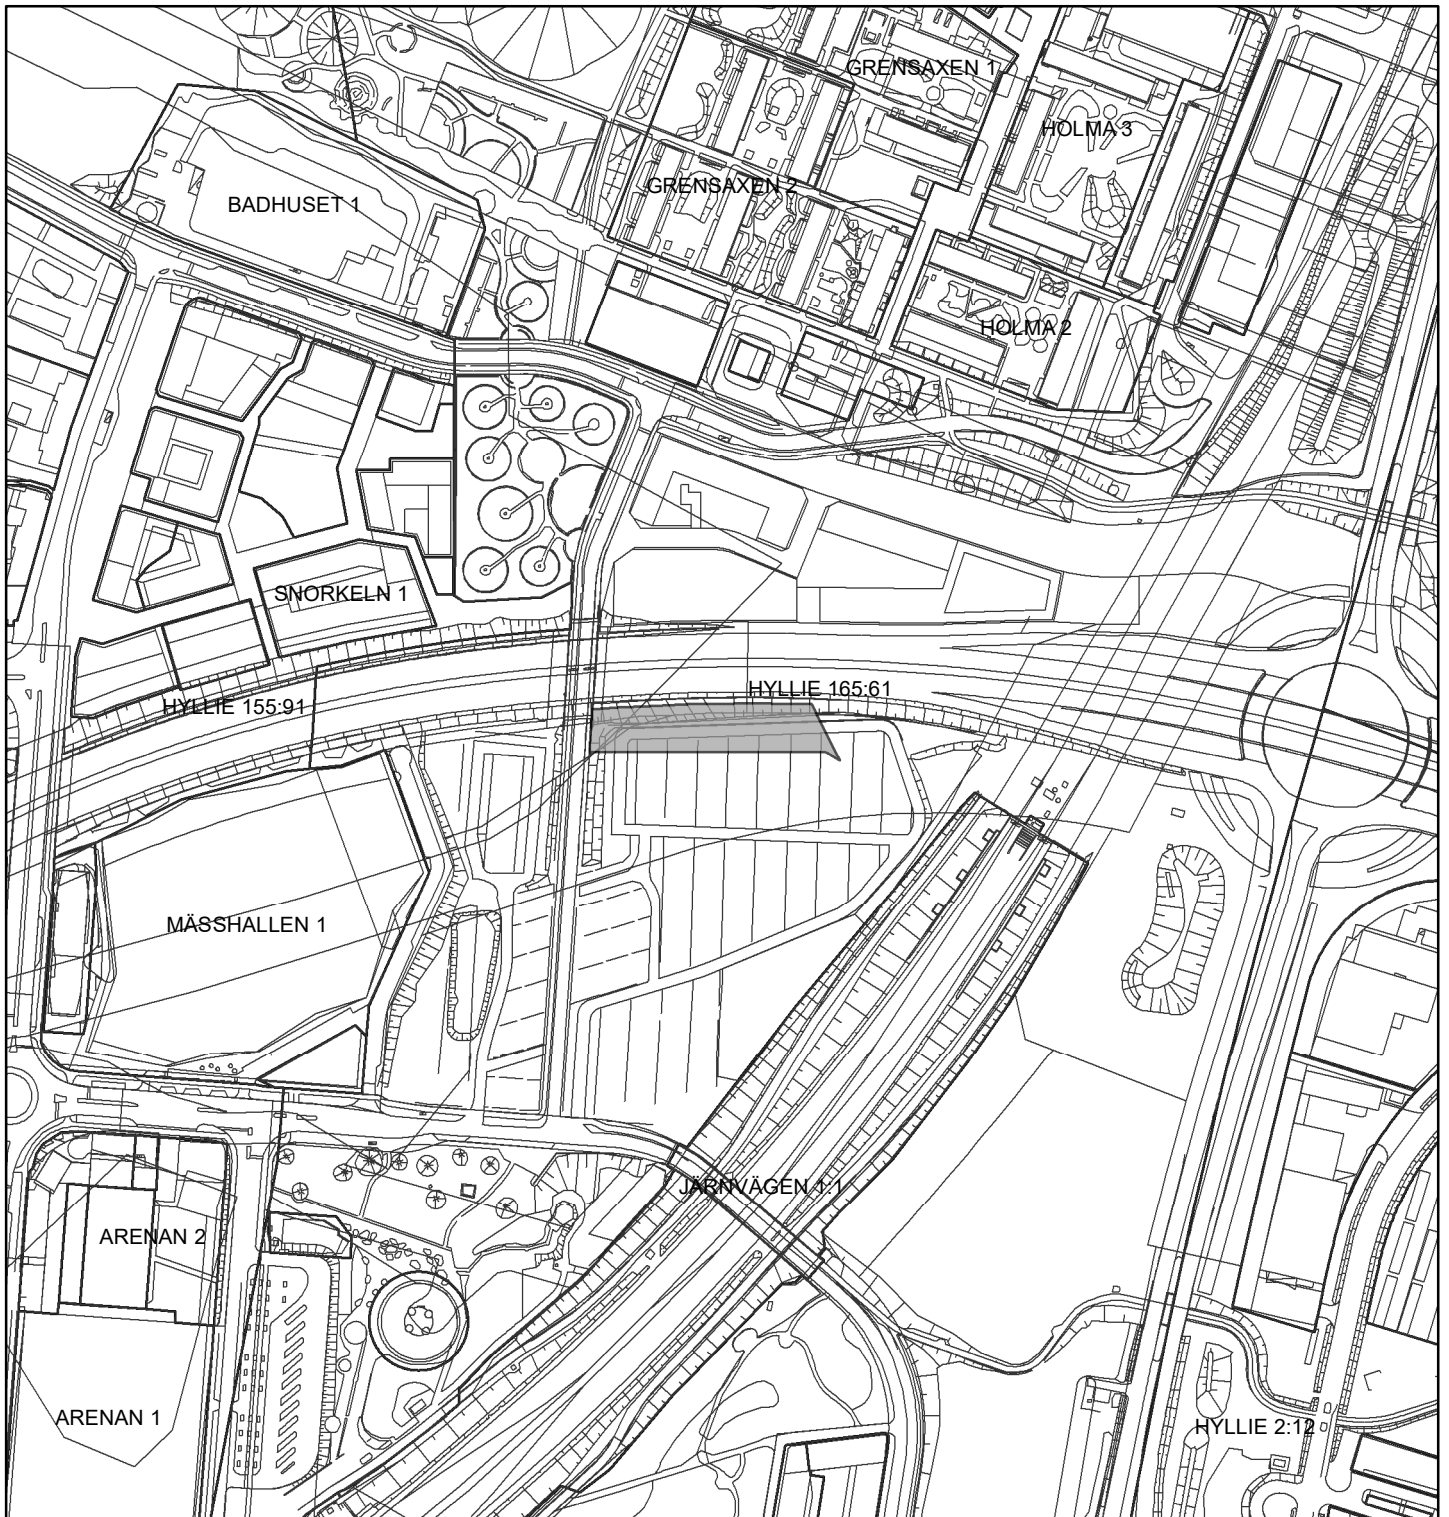 GRENSAXEN 1
HOLMA 3
GRENSAXEN 2
BADHUSET 1
HOLMA 2
SNORKELN 1
HYLLIE 165:61
HYLLIE 155:91
MÄSSHALLEN 1
JÄRNVÄGEN 1:1
ARENAN 2
ARENAN 1
HYLLIE 2:12